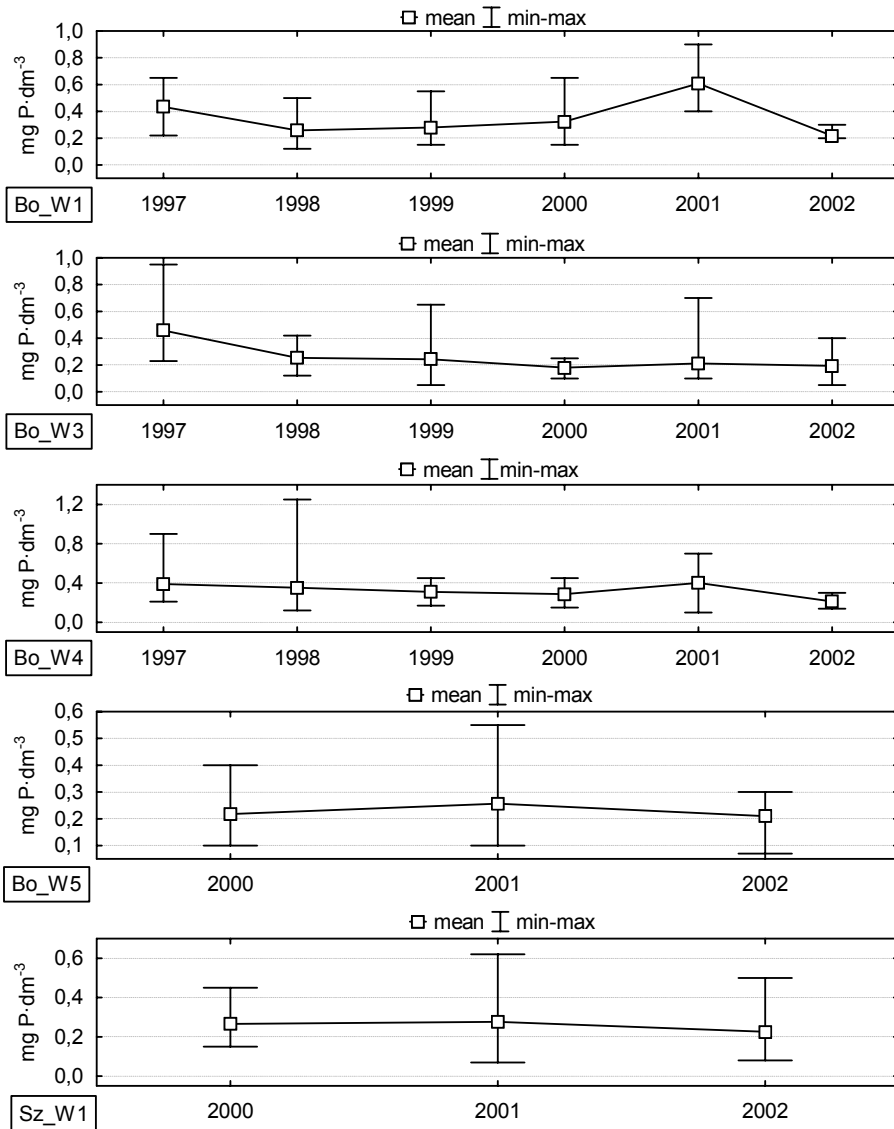 mean min-max
1,0
0,8
0,6
0,4
0,2
0,0
mg P·dm-3
Bo_W1
1997 1998 1999 2000 2001 2002
mean min-max
1,0
0,8
0,6
0,4
0,2
0,0
mg P·dm-3
Bo_W3
1997 1998 1999 2000 2001 2002
mean min-max
1,2
0,8
0,4
0,0
mg P·dm-3
Bo_W4
1997 1998 1999 2000 2001 2002
mean min-max
0,6
0,5
0,4
0,3
0,2
0,1
mg P·dm-3
Bo_W5
2000 2001 2002
mean min-max
0,6
0,4
0,2
0,0
mg P·dm-3
Sz_W1
2000 2001 2002